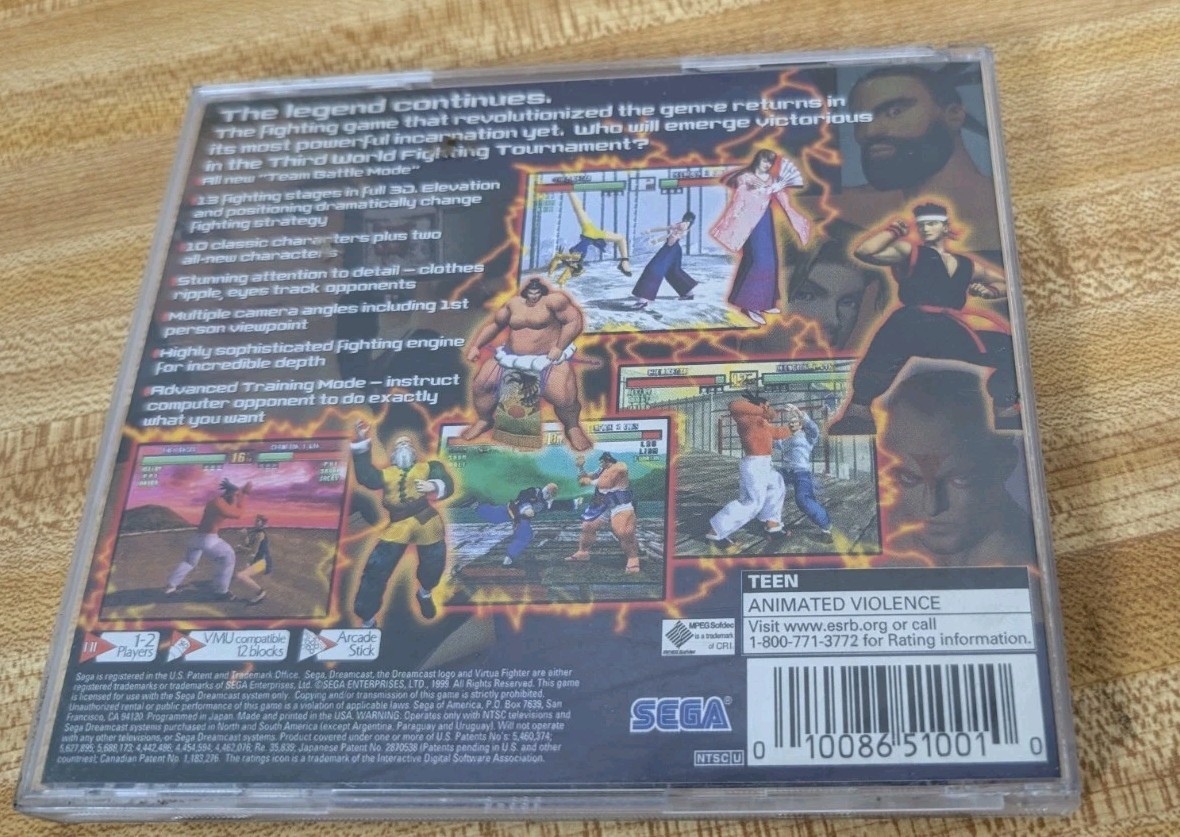 The legend continues.
The fighting game that revolutionized the genre returns in
its most powerful incarnation yet. Who will emerge victorious
in the Third World Fighting Tournament?
All new "Team Battle Mode"
13 fighting stages in full 3D. Elevation
and positioning dramatically change
fighting strategy
10 classic characters plus two
all-new characters
Stunning attention to detail – clothes
ripple, eyes track opponents
Multiple camera angles including 1st
person viewpoint
Highly sophisticated fighting engine
for incredible depth
Advanced Training Mode – instruct
computer opponent to do exactly
what you want
16
LAU
LION
TEEN
ANIMATED VIOLENCE
Visit www.esrb.org or call
1-800-771-3772 for Rating information.
1-2
Players
VMU compatible
12 blocks
Arcade
Stick
MPEG Sofdec
is a trademark
of CRI.
Sega is registered in the U.S. Patent and Trademark Office. Sega, Dreamcast, the Dreamcast logo and Virtua Fighter are either
registered trademarks or trademarks of SEGA Enterprises, Ltd. ©SEGA ENTERPRISES, LTD., 1999. All Rights Reserved. This game
is licensed for use with the Sega Dreamcast system only. Copying and/or transmission of this game is strictly prohibited.
Unauthorized rental or public performance of this game is a violation of applicable laws. Sega of America, P.O. Box 7639, San
Francisco, CA 94120. Programmed in Japan. Made and printed in the USA. WARNING: Operates only with NTSC televisions and
Sega Dreamcast systems purchased in North and South America (except Argentina, Paraguay and Uruguay). Will not operate
with any other televisions, or Sega Dreamcast systems. Product covered under one or more of U.S. Patents No's: 5,460,374;
5,627,895; 5,688,173; 4,442,486; 4,454,594; 4,462,076; Re. 35,839; Japanese Patent No. 2870538 (Patents pending in U.S. and other
countries); Canadian Patent No. 1,183,276. The ratings icon is a trademark of the Interactive Digital Software Association.
SEGA®
NTSC U
0 10086 51001 0